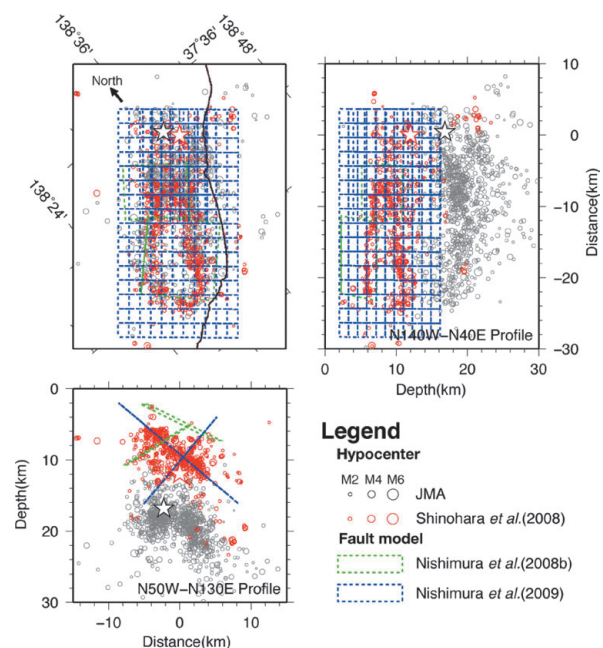 138°36'
37°36'
138°48'
North
138°24'
10
0
−10
−20
−30
Distance(km)
N140W−N40E Profile
0 10 20 30
Depth(km)
0
10
20
30
Depth(km)
N50W−N130E Profile
−10 0 10
Distance(km)
Legend
Hypocenter
M2 M4 M6
JMA
Shinohara et al.(2008)
Fault model
Nishimura et al.(2008b)
Nishimura et al.(2009)